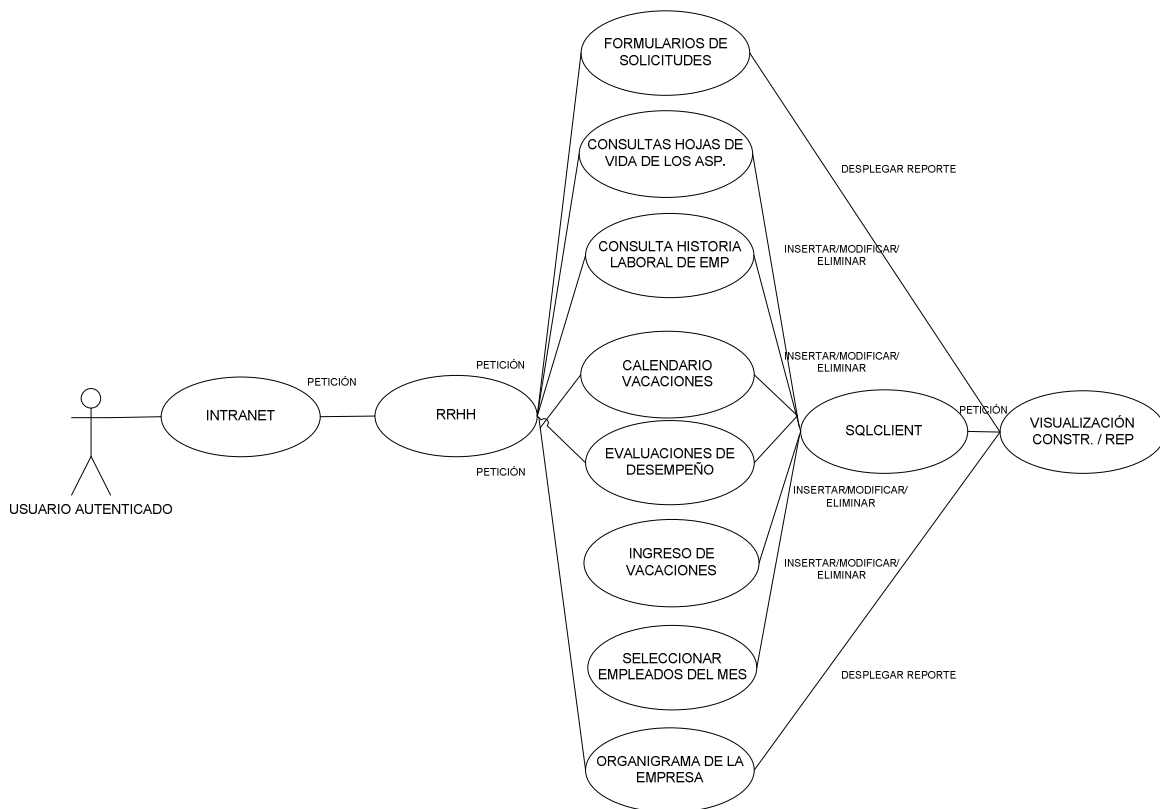 FORMULARIOS DE
SOLICITUDES
CONSULTAS HOJAS DE
VIDA DE LOS ASP.
DESPLEGAR REPORTE
CONSULTA HISTORIA
LABORAL DE EMP
INSERTAR/MODIFICAR/
ELIMINAR
PETICIÓN
CALENDARIO
VACACIONES
INSERTAR/MODIFICAR/
ELIMINAR
USUARIO AUTENTICADO
INTRANET
PETICIÓN
RRHH
PETICIÓN
EVALUACIONES DE
DESEMPEÑO
SQLCLIENT
PETICIÓN
VISUALIZACIÓN
CONSTR. / REP
INSERTAR/MODIFICAR/
ELIMINAR
INGRESO DE
VACACIONES
INSERTAR/MODIFICAR/
ELIMINAR
SELECCIONAR
EMPLEADOS DEL MES
DESPLEGAR REPORTE
ORGANIGRAMA DE LA
EMPRESA